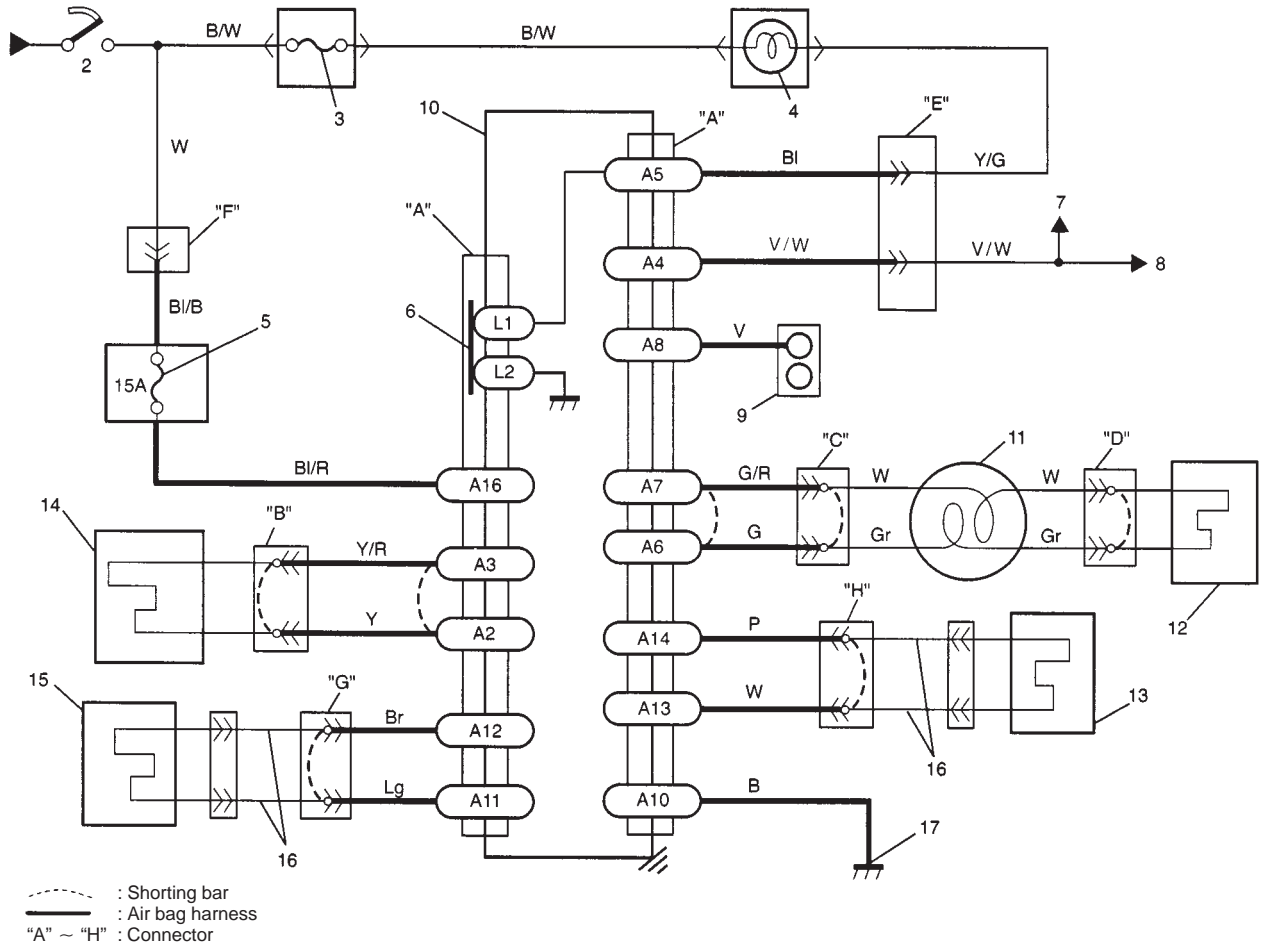 B/W
B/W
2
3
4
10
"A"
"E"
W
Bl
Y/G
A5
7
"F"
"A"
V/W
V/W
A4
8
Bl/B
6
L1
5
V
A8
L2
15A
9
Bl/R
"C"
11
"D"
A16
G/R
W
W
A7
14
"B"
Y/R
G
Gr
Gr
A6
A3
"H"
Y
12
A2
P
A14
15
"G"
W
Br
A13
13
A12
16
Lg
B
A11
A10
17
16
: Shorting bar
: Air bag harness
"A" ~ "H" : Connector